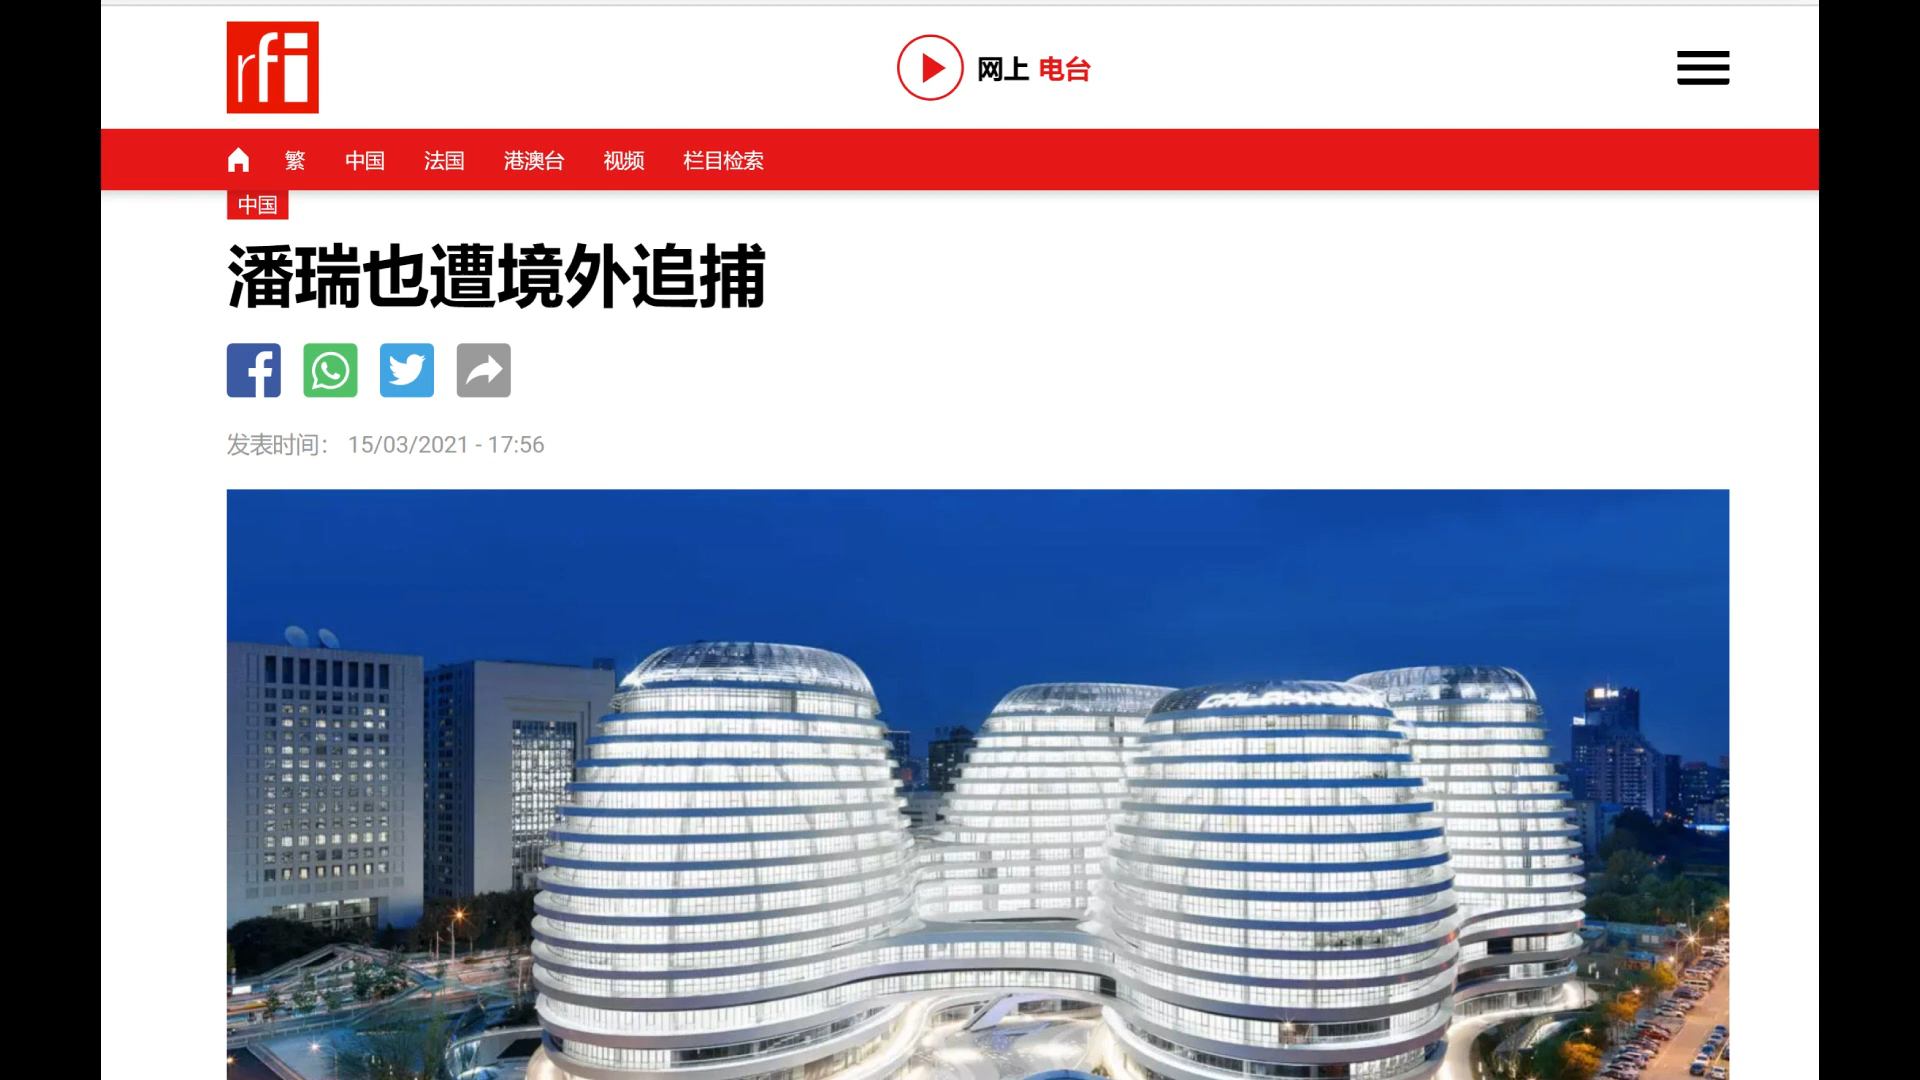 rfi
网上 电台
繁 中国 法国 港澳台 视频 栏目检索
中国
潘瑞也遭境外追捕
发表时间： 15/03/2021 - 17:56